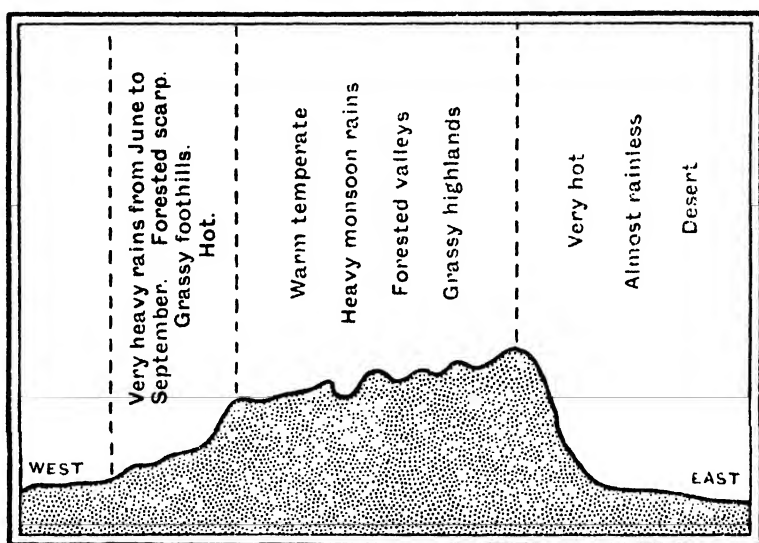 Very heavy rains from June to
September. Forested scarp.
Grassy foothills.
Hot.
Warm temperate
Heavy monsoon rains
Forested valleys
Grassy highlands
Very hot
Almost rainless
Desert
WEST
EAST